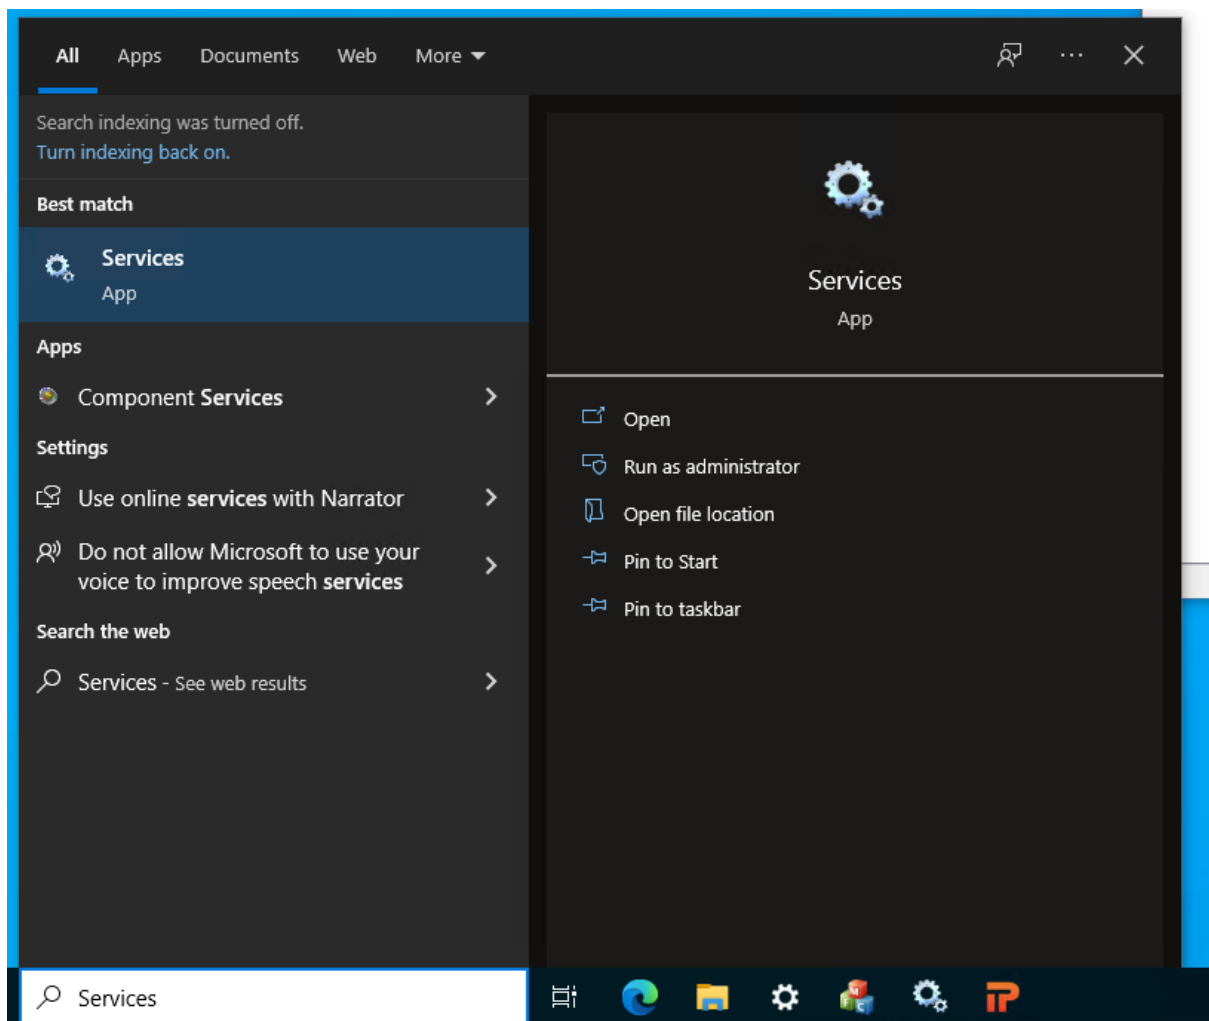 All Apps Documents Web More
Search indexing was turned off.
Turn indexing back on.
Best match
Services
App
Apps
Component Services
Settings
Use online services with Narrator
Do not allow Microsoft to use your
voice to improve speech services
Search the web
Services - See web results
Services
App
Open
Run as administrator
Open file location
Pin to Start
Pin to taskbar
Services